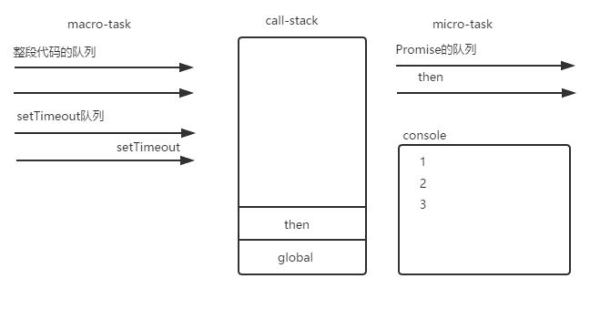 macro-task
整段代码的队列
setTimeout队列
setTimeout
call-stack
then
global
micro-task
Promise的队列
then
console
1
2
3